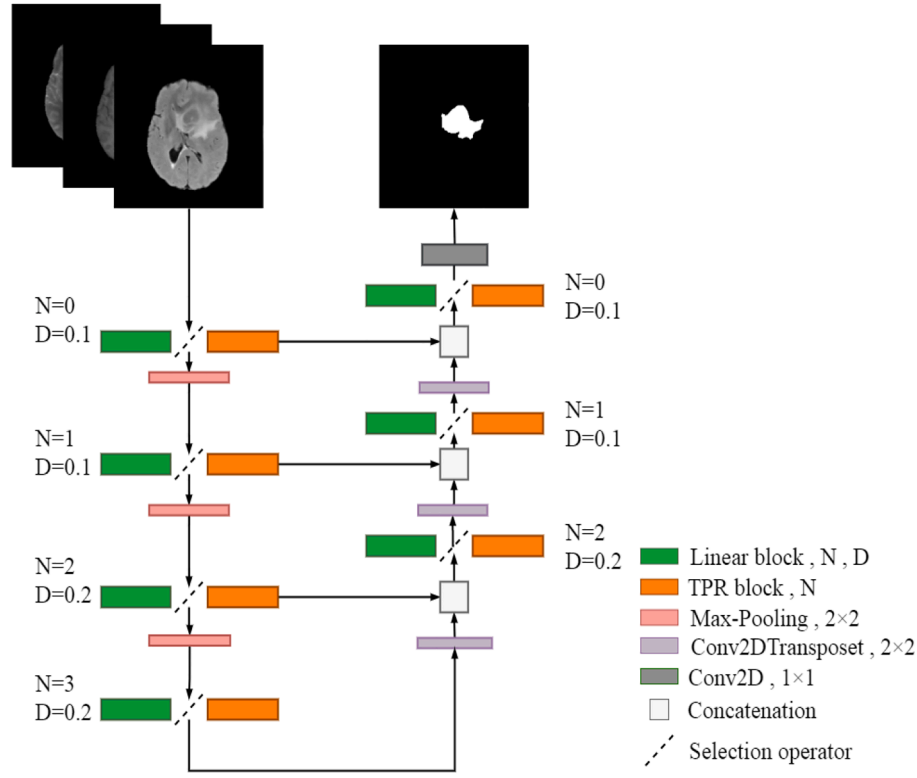 N=0
D=0.1
N=1
D=0.1
N=2
D=0.2
N=3
D=0.2
N=0
D=0.1
N=1
D=0.1
N=2
D=0.2
Linear block , N , D
TPR block , N
Max-Pooling , 2×2
Conv2DTransposet , 2×2
Conv2D , 1×1
Concatenation
Selection operator